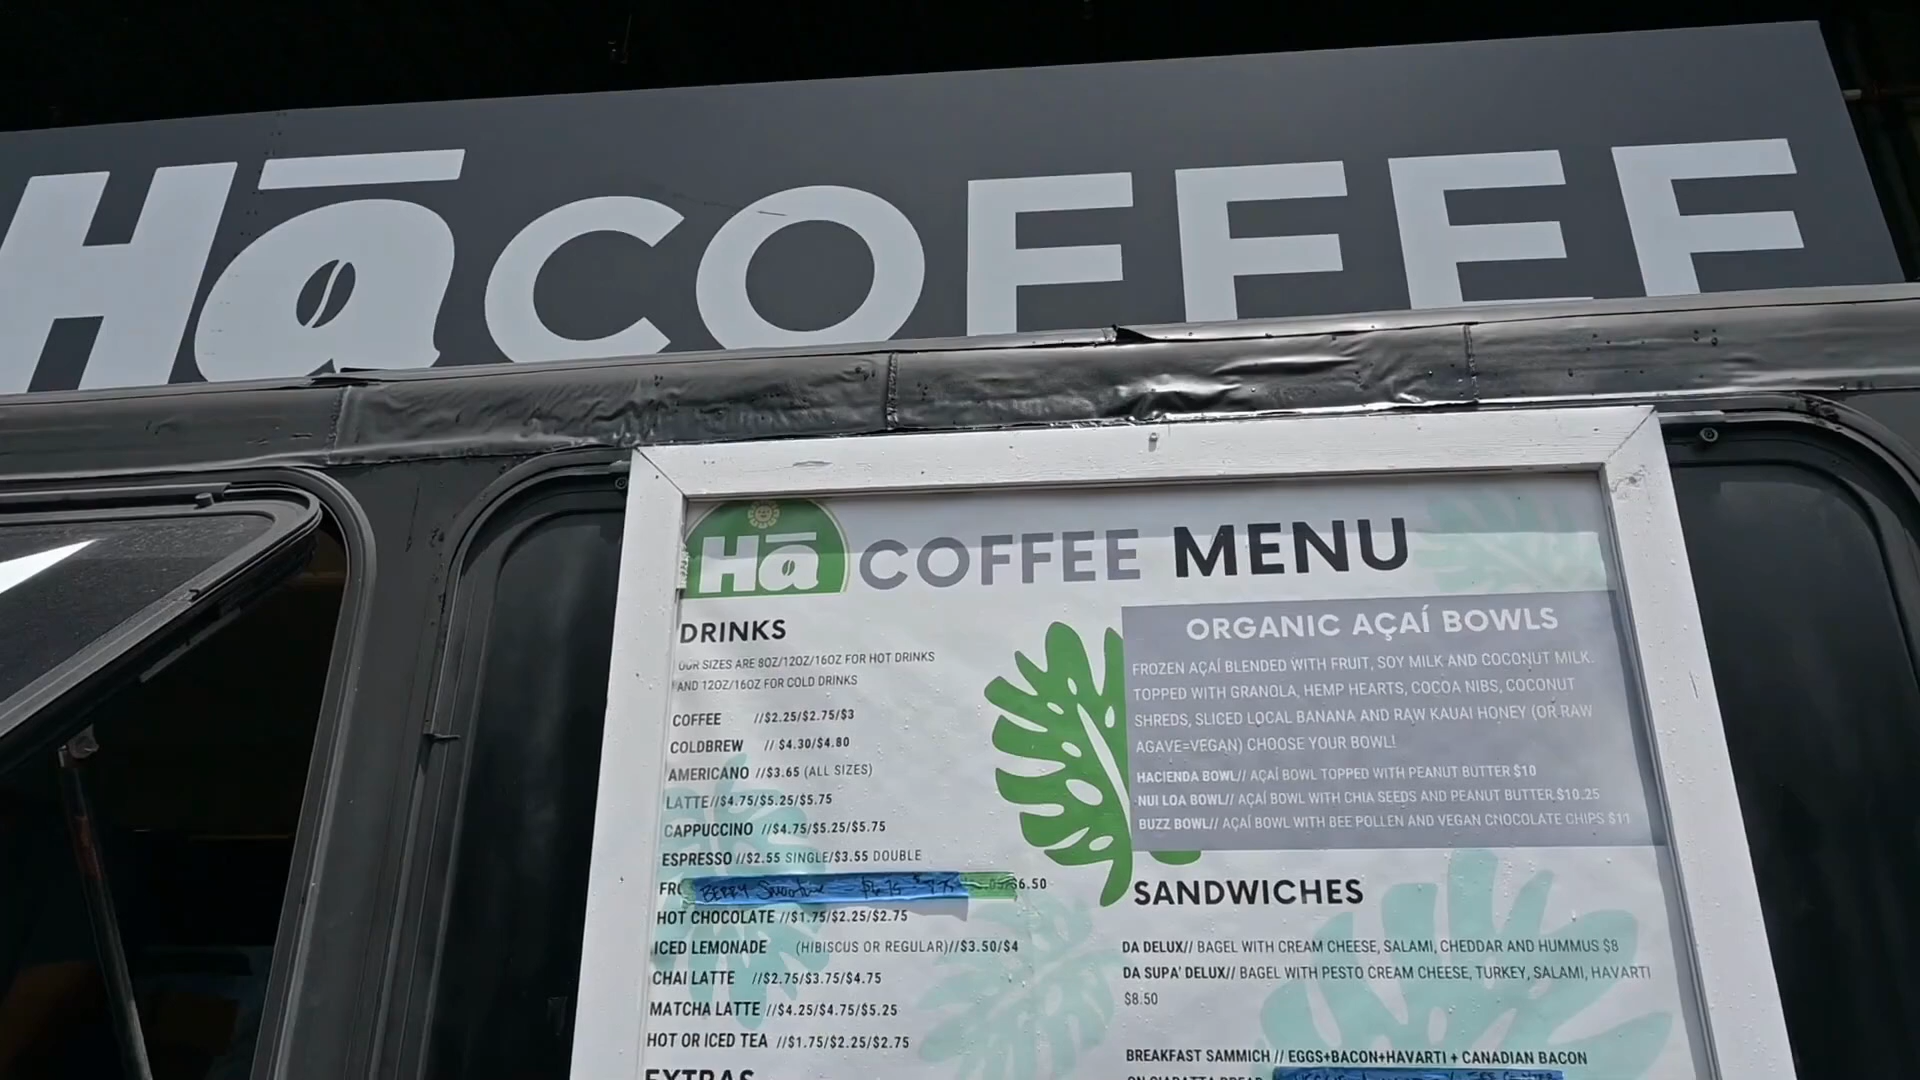 Hā COFFEE
Hā COFFEE MENU
DRINKS
OUR SIZES ARE 8OZ/12OZ/16OZ FOR HOT DRINKS
AND 12OZ/16OZ FOR COLD DRINKS
COFFEE //$2.25/$2.75/$3
COLDBREW // $4.30/$4.80
AMERICANO //$3.65 (ALL SIZES)
LATTE//$4.75/$5.25/$5.75
CAPPUCCINO //$4.75/$5.25/$5.75
ESPRESSO //$2.55 SINGLE/$3.55 DOUBLE
BERRY Smoothie $6.50
HOT CHOCOLATE //$1.75/$2.25/$2.75
ICED LEMONADE (HIBISCUS OR REGULAR)//$3.50/$4
CHAI LATTE //$2.75/$3.75/$4.75
MATCHA LATTE //$4.25/$4.75/$5.25
HOT OR ICED TEA //$1.75/$2.25/$2.75
EXTRAS
ORGANIC AÇAÍ BOWLS
FROZEN AÇAÍ BLENDED WITH FRUIT, SOY MILK AND COCONUT MILK.
TOPPED WITH GRANOLA, HEMP HEARTS, COCOA NIBS, COCONUT
SHREDS, SLICED LOCAL BANANA AND RAW KAUAI HONEY (OR RAW
AGAVE=VEGAN) CHOOSE YOUR BOWL!
HACIENDA BOWL// AÇAÍ BOWL TOPPED WITH PEANUT BUTTER $10
NUI LOA BOWL// AÇAÍ BOWL WITH CHIA SEEDS AND PEANUT BUTTER $10.25
BUZZ BOWL// AÇAÍ BOWL WITH BEE POLLEN AND VEGAN CNOCOLATE CHIPS $11
SANDWICHES
DA DELUX// BAGEL WITH CREAM CHEESE, SALAMI, CHEDDAR AND HUMMUS $8
DA SUPA' DELUX// BAGEL WITH PESTO CREAM CHEESE, TURKEY, SALAMI, HAVARTI
$8.50
BREAKFAST SAMMICH // EGGS+BACON+HAVARTI + CANADIAN BACON
ON CIABATTA BREAD